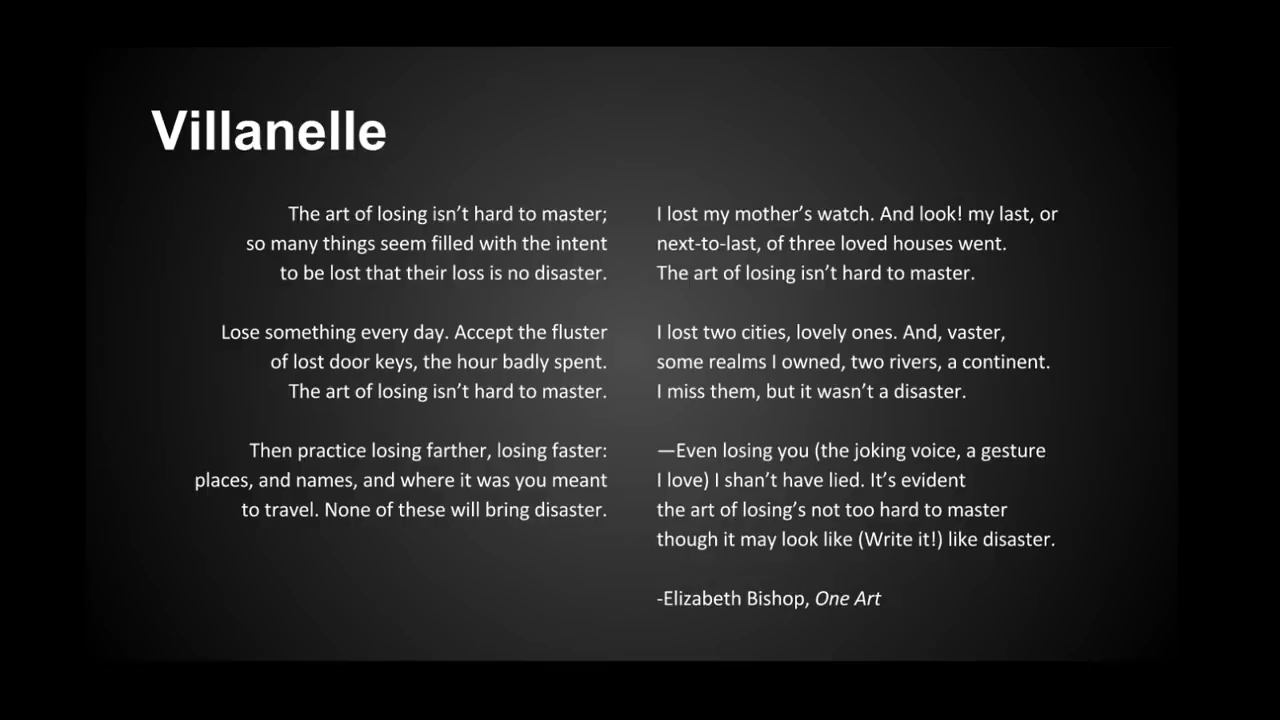 Villanelle
The art of losing isn’t hard to master;
so many things seem filled with the intent
to be lost that their loss is no disaster.
Lose something every day. Accept the fluster
of lost door keys, the hour badly spent.
The art of losing isn’t hard to master.
Then practice losing farther, losing faster:
places, and names, and where it was you meant
to travel. None of these will bring disaster.
I lost my mother’s watch. And look! my last, or
next-to-last, of three loved houses went.
The art of losing isn’t hard to master.
I lost two cities, lovely ones. And, vaster,
some realms I owned, two rivers, a continent.
I miss them, but it wasn’t a disaster.
—Even losing you (the joking voice, a gesture
I love) I shan’t have lied. It’s evident
the art of losing’s not too hard to master
though it may look like (Write it!) like disaster.
-Elizabeth Bishop, One Art